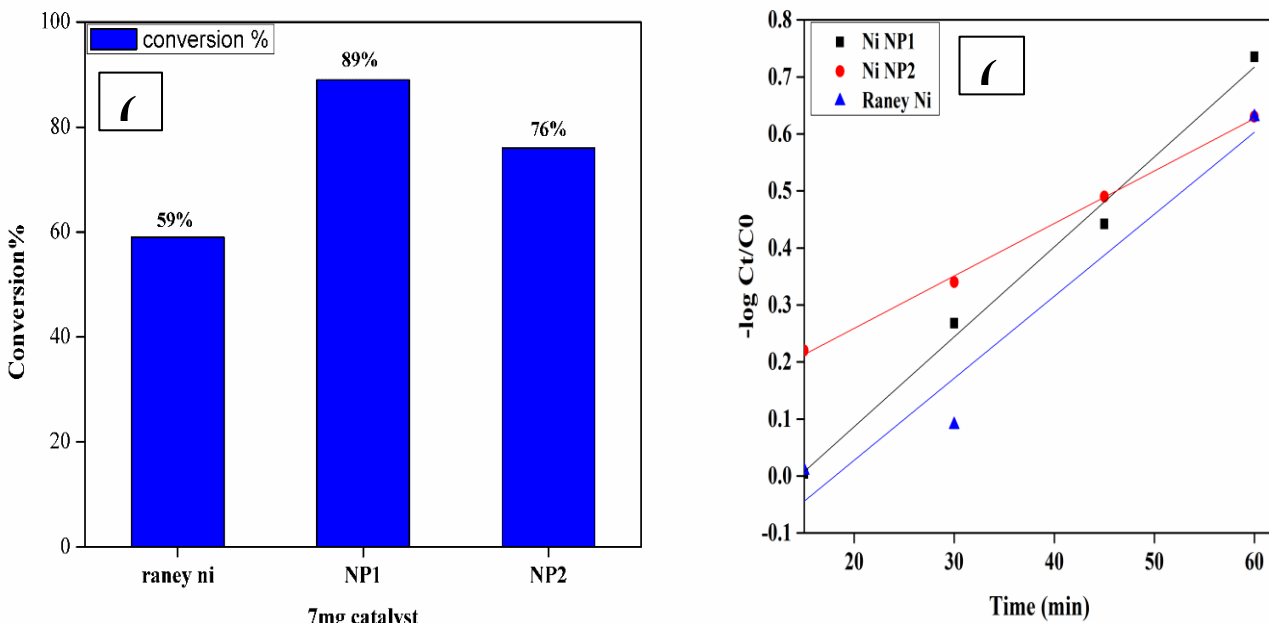 100
80
60
40
20
0
Conversion%
conversion %
59%
89%
76%
raney ni
NP1
NP2
7mg catalyst
-log Ct/C0
0.7
0.6
0.5
0.4
0.3
0.2
0.1
0.0
-0.1
Ni NP1
Ni NP2
Raney Ni
20
30
40
50
60
Time (min)